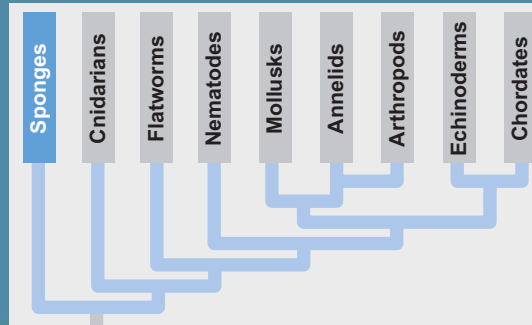 Sponges
Cnidarians
Flatworms
Nematodes
Mollusks
Annelids
Arthropods
Echinoderms
Chordates